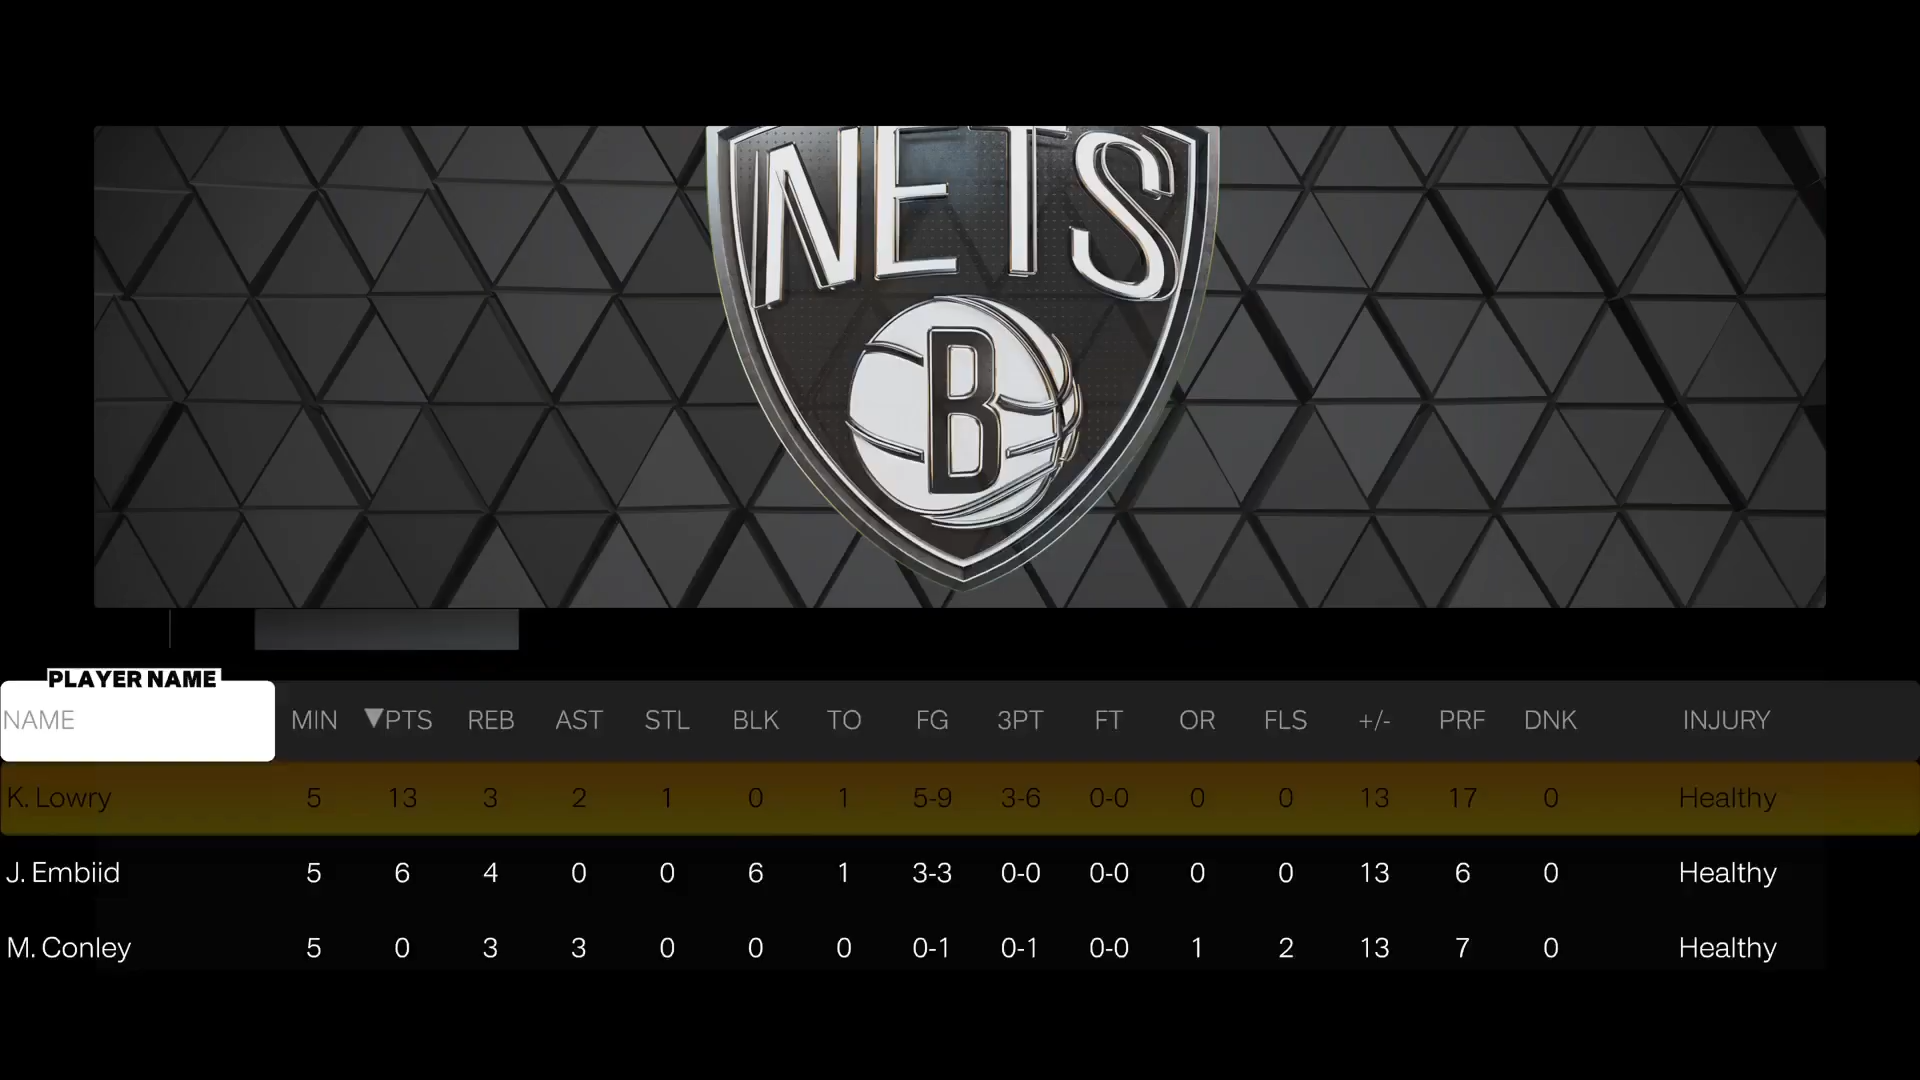 NETS
B
PLAYER NAME
NAME MIN ▼PTS REB AST STL BLK TO FG 3PT FT OR FLS +/- PRF DNK INJURY
K. Lowry 5 13 3 2 1 0 1 5-9 3-6 0-0 0 0 13 17 0 Healthy
J. Embiid 5 6 4 0 0 6 1 3-3 0-0 0-0 0 0 13 6 0 Healthy
M. Conley 5 0 3 3 0 0 0 0-1 0-1 0-0 1 2 13 7 0 Healthy